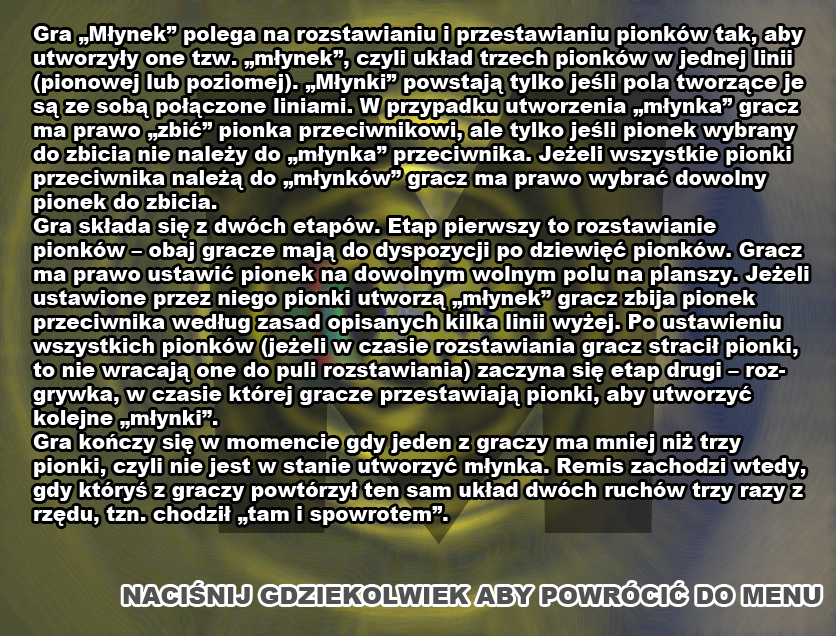 Gra „Młynek” polega na rozstawianiu i przestawianiu pionków tak, aby
utworzyły one tzw. „młynek”, czyli układ trzech pionków w jednej linii
(pionowej lub poziomej). „Młynki” powstają tylko jeśli pola tworzące je
są ze sobą połączone liniami. W przypadku utworzenia „młynka” gracz
ma prawo „zbić” pionka przeciwnikowi, ale tylko jeśli pionek wybrany
do zbicia nie należy do „młynka” przeciwnika. Jeżeli wszystkie pionki
przeciwnika należą do „młynków” gracz ma prawo wybrać dowolny
pionek do zbicia.
Gra składa się z dwóch etapów. Etap pierwszy to rozstawianie
pionków – obaj gracze mają do dyspozycji po dziewięć pionków. Gracz
ma prawo ustawić pionek na dowolnym wolnym polu na planszy. Jeżeli
ustawione przez niego pionki utworzą „młynek” gracz zbija pionek
przeciwnika według zasad opisanych kilka linii wyżej. Po ustawieniu
wszystkich pionków (jeżeli w czasie rozstawiania gracz stracił pionki,
to nie wracają one do puli rozstawiania) zaczyna się etap drugi – roz-
grywka, w czasie której gracze przestawiają pionki, aby utworzyć
kolejne „młynki”.
Gra kończy się w momencie gdy jeden z graczy ma mniej niż trzy
pionki, czyli nie jest w stanie utworzyć młynka. Remis zachodzi wtedy,
gdy któryś z graczy powtórzył ten sam układ dwóch ruchów trzy razy z
rzędu, tzn. chodził „tam i spowrotem”.
NACIŚNIJ GDZIEKOLWIEK ABY POWRÓCIĆ DO MENU